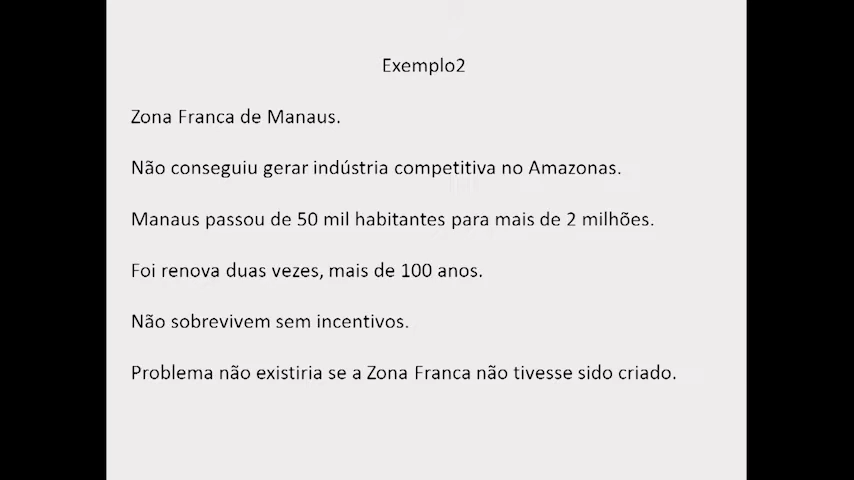 Exemplo2
Zona Franca de Manaus.
Não conseguiu gerar indústria competitiva no Amazonas.
Manaus passou de 50 mil habitantes para mais de 2 milhões.
Foi renova duas vezes, mais de 100 anos.
Não sobrevivem sem incentivos.
Problema não existiria se a Zona Franca não tivesse sido criado.